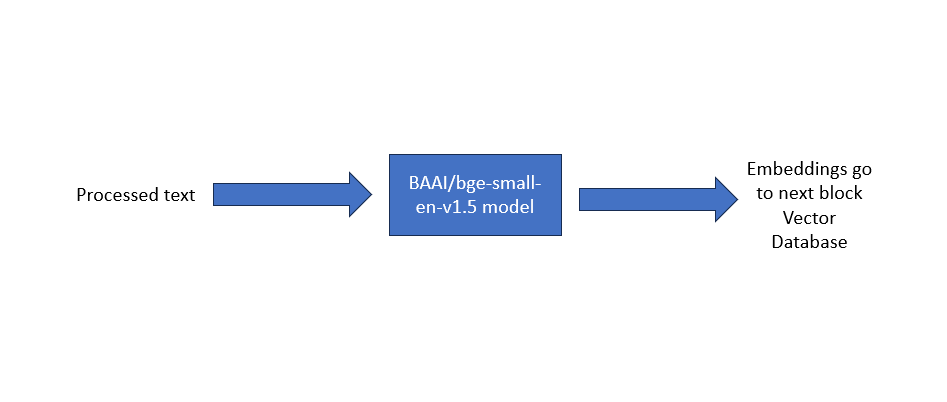 Processed text
BAAI/bge-small-
en-v1.5 model
Embeddings go
to next block
Vector
Database